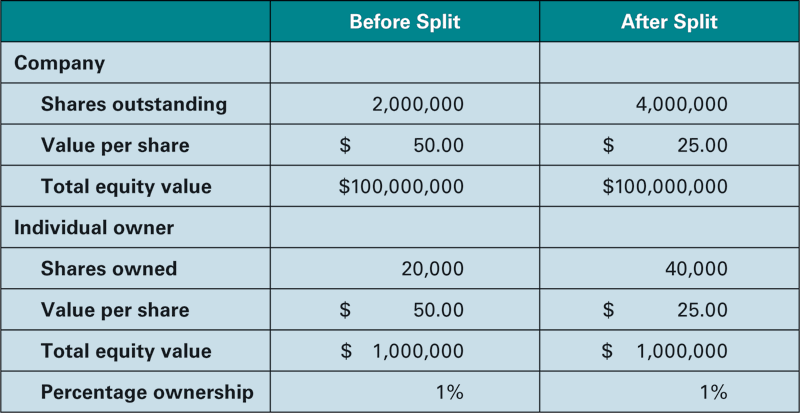 Before Split After Split
Company
Shares outstanding 2,000,000 4,000,000
Value per share $ 50.00 $ 25.00
Total equity value $100,000,000 $100,000,000
Individual owner
Shares owned 20,000 40,000
Value per share $ 50.00 $ 25.00
Total equity value $ 1,000,000 $ 1,000,000
Percentage ownership 1% 1%